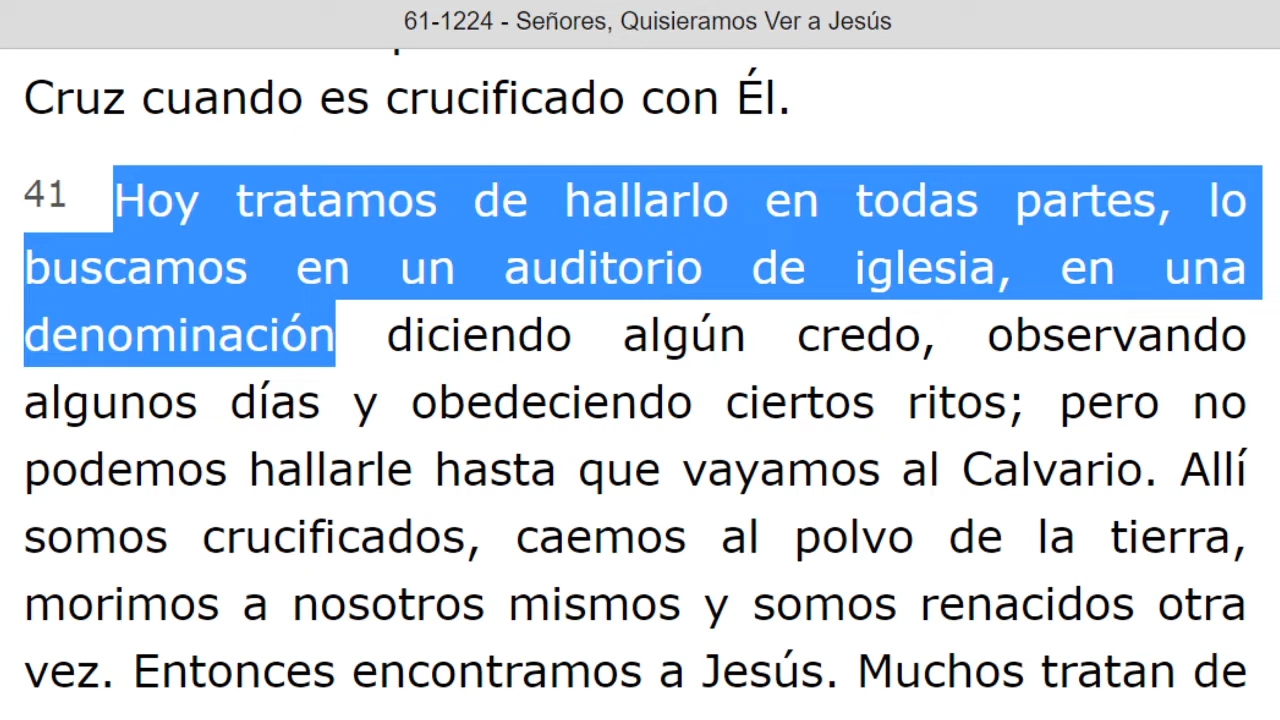 61-1224 - Señores, Quisieramos Ver a Jesús
Cruz cuando es crucificado con Él.
41 Hoy tratamos de hallarlo en todas partes, lo
buscamos en un auditorio de iglesia, en una
denominación diciendo algún credo, observando
algunos días y obedeciendo ciertos ritos; pero no
podemos hallarle hasta que vayamos al Calvario. Allí
somos crucificados, caemos al polvo de la tierra,
morimos a nosotros mismos y somos renacidos otra
vez. Entonces encontramos a Jesús. Muchos tratan de